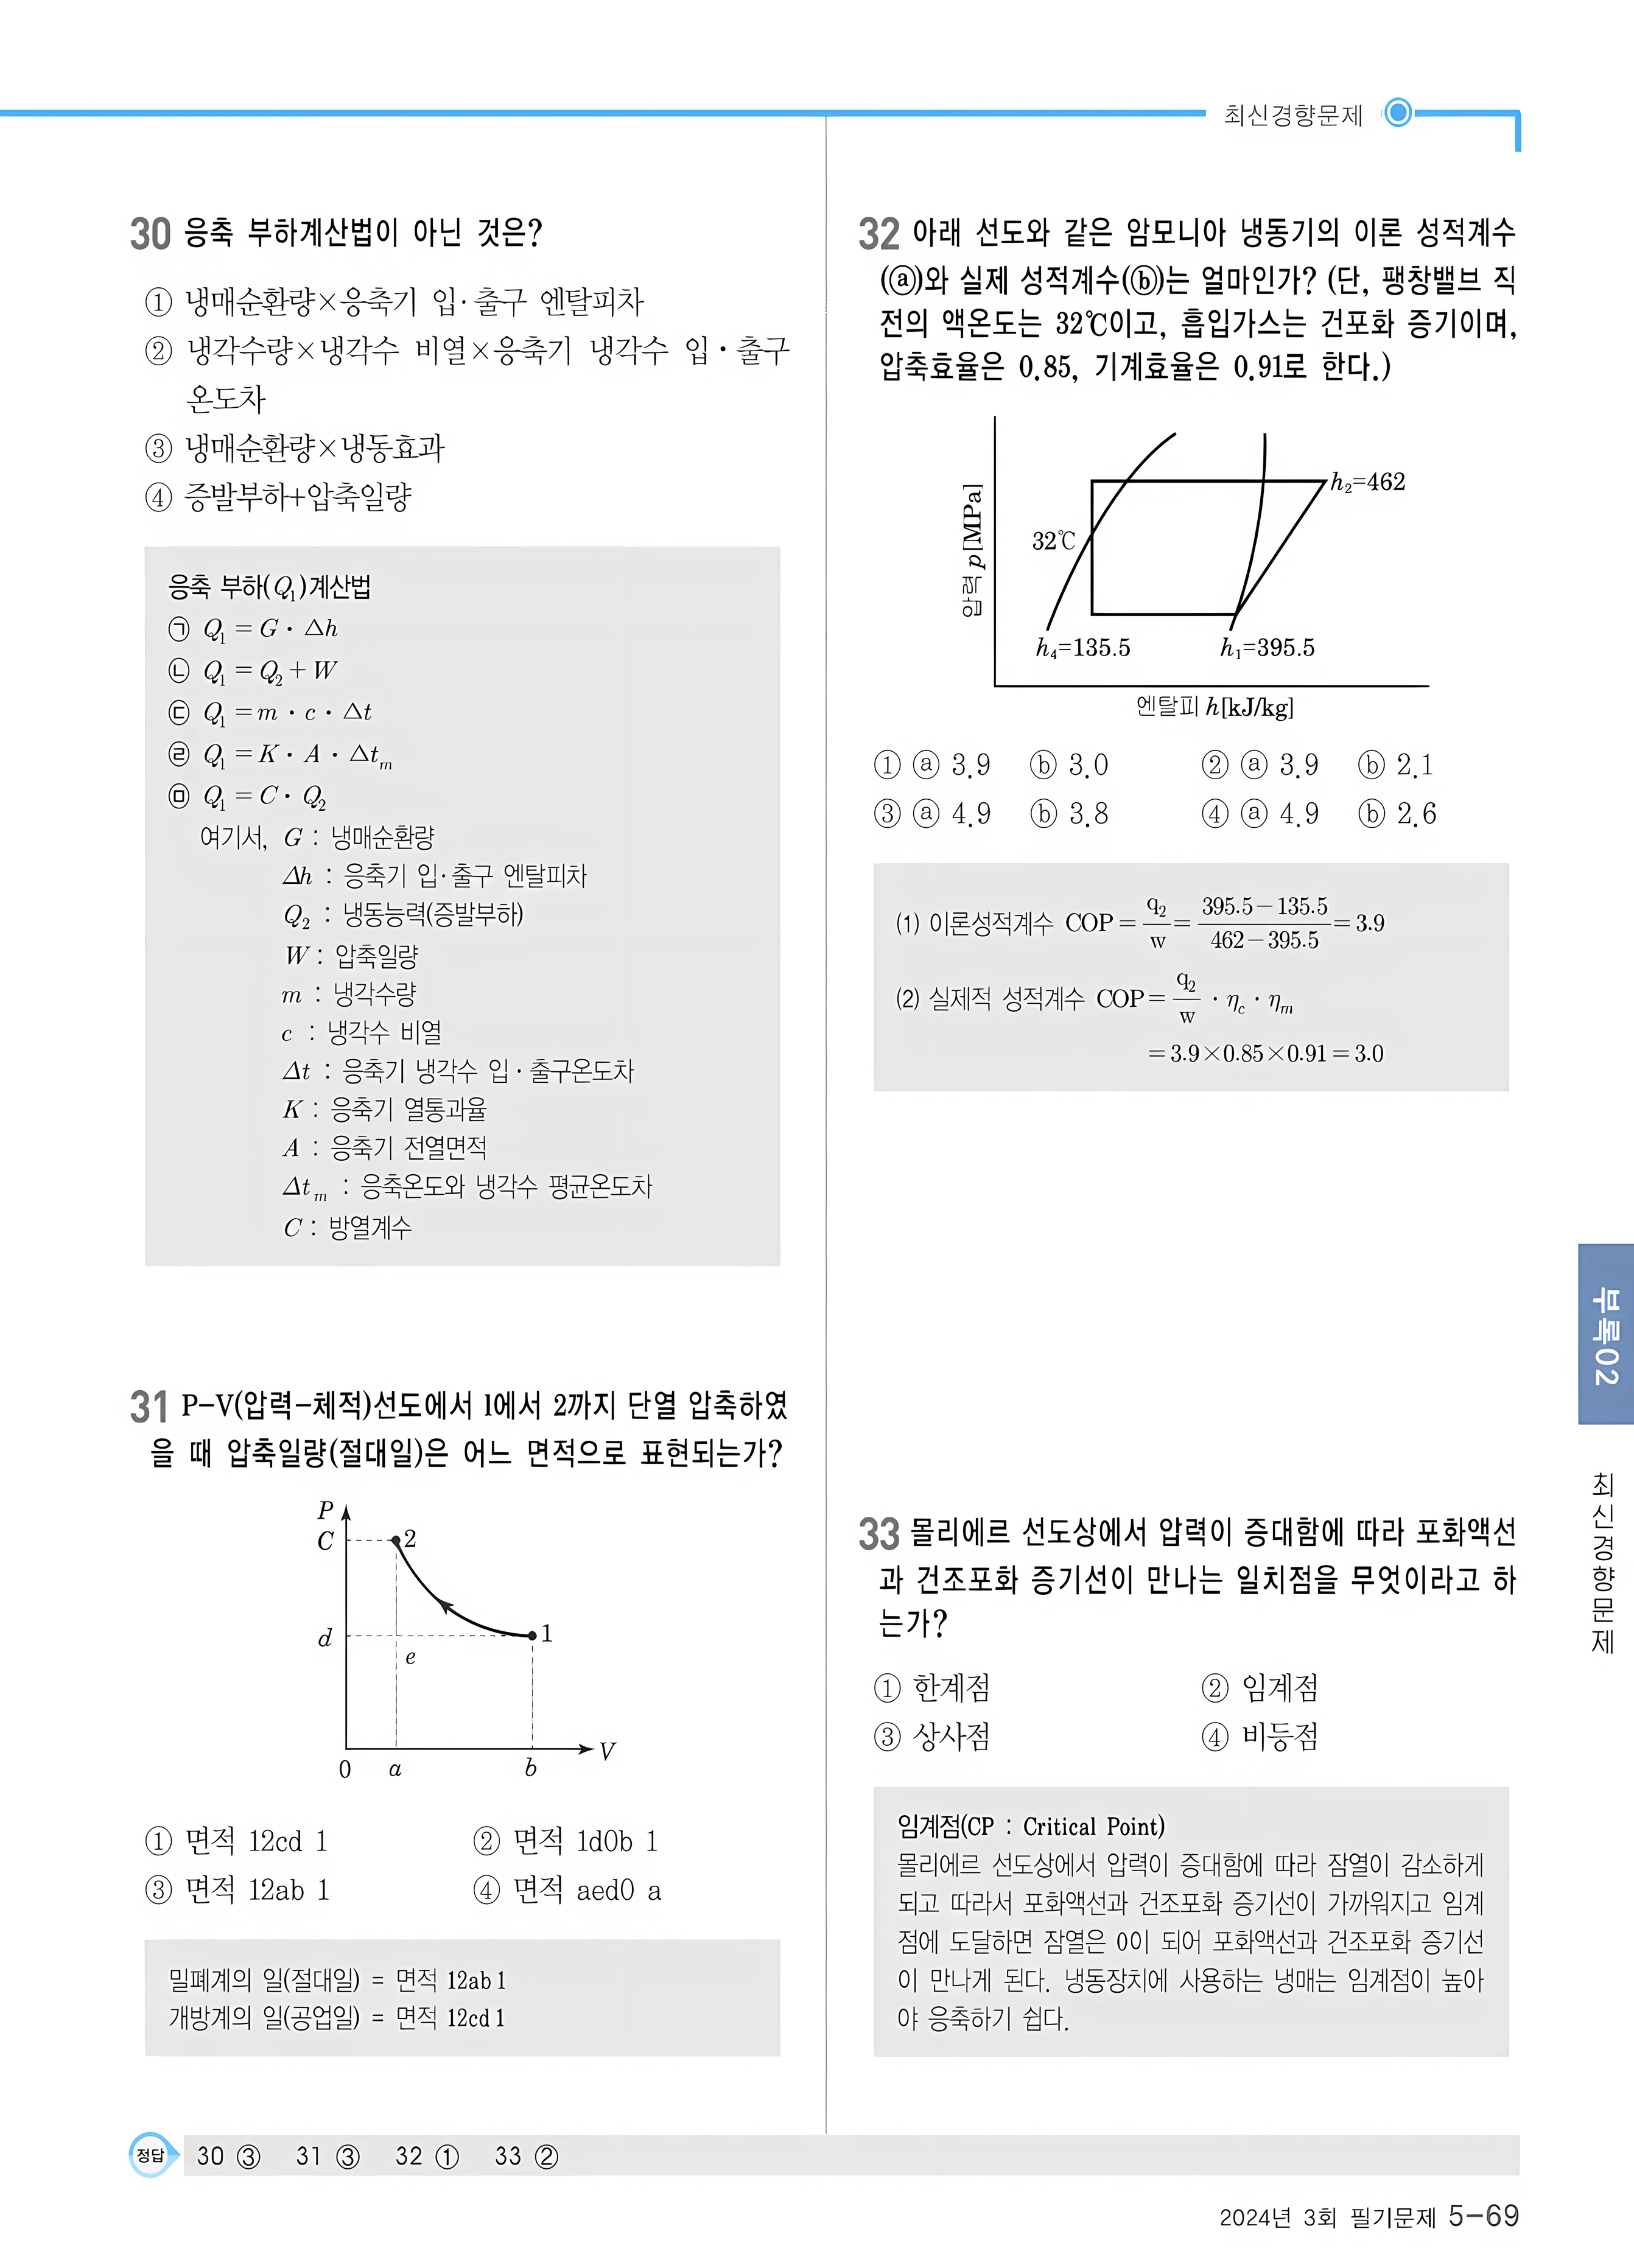 최신경향문제
30 응축 부하계산법이 아닌 것은?
① 냉매순환량×응축기 입·출구 엔탈피차
② 냉각수량×냉각수 비열×응축기 냉각수 입·출구
온도차
③ 냉매순환량×냉동효과
④ 증발부하+압축일량
응축 부하(Q₁)계산법
㉠ Q₁ = G · △h
㉡ Q₁ = Q₂ + W
㉢ Q₁ = m · c · △t
㉣ Q₁ = K · A · △tₘ
㉤ Q₁ = C · Q₂
여기서, G : 냉매순환량
Δh : 응축기 입·출구 엔탈피차
Q₂ : 냉동능력(증발부하)
W : 압축일량
m : 냉각수량
c : 냉각수 비열
Δt : 응축기 냉각수 입·출구온도차
K : 응축기 열통과율
A : 응축기 전열면적
Δtₘ : 응축온도와 냉각수 평균온도차
C : 방열계수
31 P-V(압력-체적)선도에서 1에서 2까지 단열 압축하였
을 때 압축일량(절대일)은 어느 면적으로 표현되는가?
P
C
2
d
1
e
V
0 a b
① 면적 12cd 1 ② 면적 1d0b 1
③ 면적 12ab 1 ④ 면적 aed0 a
밀폐계의 일(절대일) = 면적 12ab 1
개방계의 일(공업일) = 면적 12cd 1
32 아래 선도와 같은 암모니아 냉동기의 이론 성적계수
(ⓐ)와 실제 성적계수(ⓑ)는 얼마인가? (단, 팽창밸브 직
전의 액온도는 32℃이고, 흡입가스는 건포화 증기이며,
압축효율은 0.85, 기계효율은 0.91로 한다.)
압력 p[MPa]
h₂=462
32℃
h₄=135.5 h₁=395.5
엔탈피 h[kJ/kg]
① ⓐ 3.9 ⓑ 3.0 ② ⓐ 3.9 ⓑ 2.1
③ ⓐ 4.9 ⓑ 3.8 ④ ⓐ 4.9 ⓑ 2.6
(1) 이론성적계수 COP = q₂/w = (395.5-135.5)/(462-395.5) = 3.9
(2) 실제적 성적계수 COP = q₂/w · η_c · ηₘ
= 3.9×0.85×0.91 = 3.0
33 몰리에르 선도상에서 압력이 증대함에 따라 포화액선
과 건조포화 증기선이 만나는 일치점을 무엇이라고 하
는가?
① 한계점 ② 임계점
③ 상사점 ④ 비등점
임계점(CP : Critical Point)
몰리에르 선도상에서 압력이 증대함에 따라 잠열이 감소하게
되고 따라서 포화액선과 건조포화 증기선이 가까워지고 임계
점에 도달하면 잠열은 0이 되어 포화액선과 건조포화 증기선
이 만나게 된다. 냉동장치에 사용하는 냉매는 임계점이 높아
야 응축하기 쉽다.
부록02
최신경향문제
정답 30 ③ 31 ③ 32 ① 33 ②
2024년 3회 필기문제 5-69